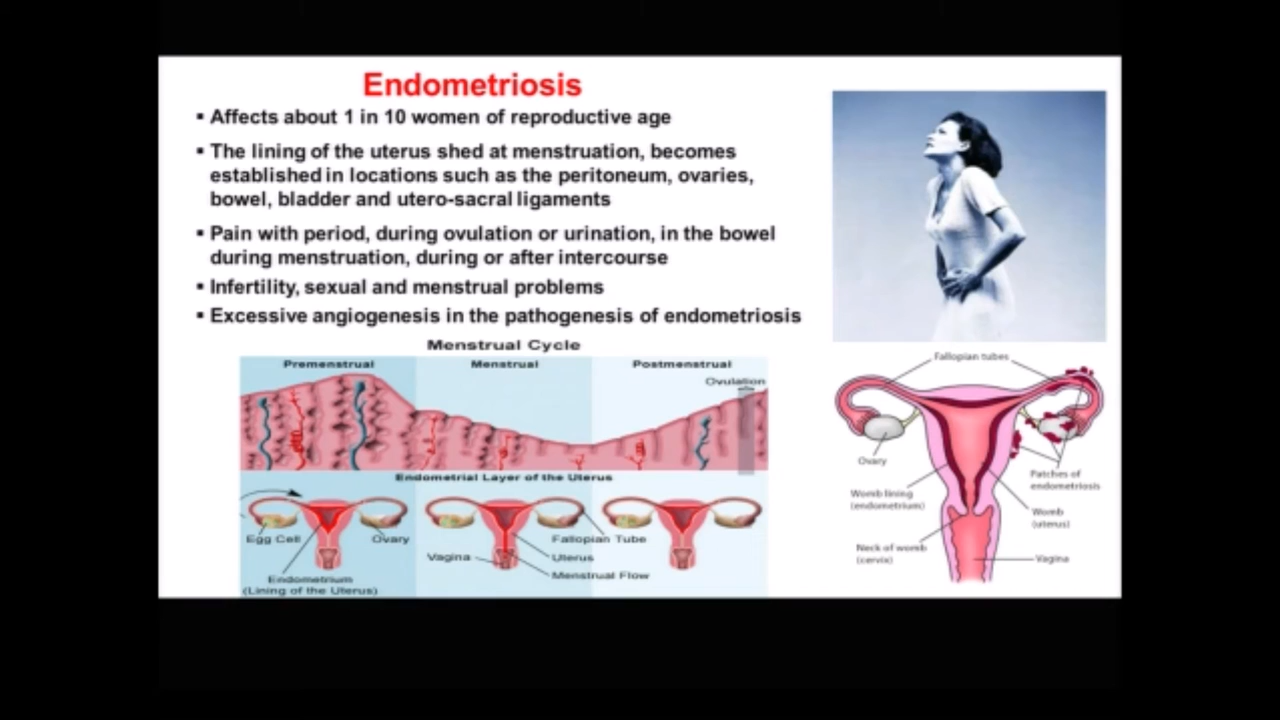 Endometriosis
▪ Affects about 1 in 10 women of reproductive age
▪ The lining of the uterus shed at menstruation, becomes
established in locations such as the peritoneum, ovaries,
bowel, bladder and utero-sacral ligaments
▪ Pain with period, during ovulation or urination, in the bowel
during menstruation, during or after intercourse
▪ Infertility, sexual and menstrual problems
▪ Excessive angiogenesis in the pathogenesis of endometriosis
Menstrual Cycle
Premenstrual
Menstrual
Postmenstrual
Ovulation
Endometrial Layer of the Uterus
Egg Cell
Ovary
Endometrium
(Lining of the Uterus)
Vagina
Fallopian Tube
Uterus
Menstrual Flow
Fallopian tubes
Ovary
Patches of
endometriosis
Womb lining
(endometrium)
Womb
(uterus)
Neck of womb
(cervix)
Vagina